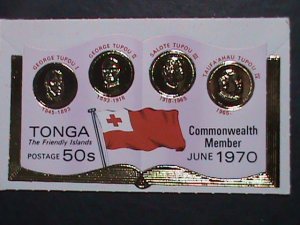 GEORGE TUPOU I
1845-1893
GEORGE TUPOU II
1893-1918
SALOTE TUPOU III
1918-1965
TAUFA'AHAU TUPOU IV
1965-
TONGA
The Friendly Islands
POSTAGE 50s
Commonwealth
Member
JUNE 1970